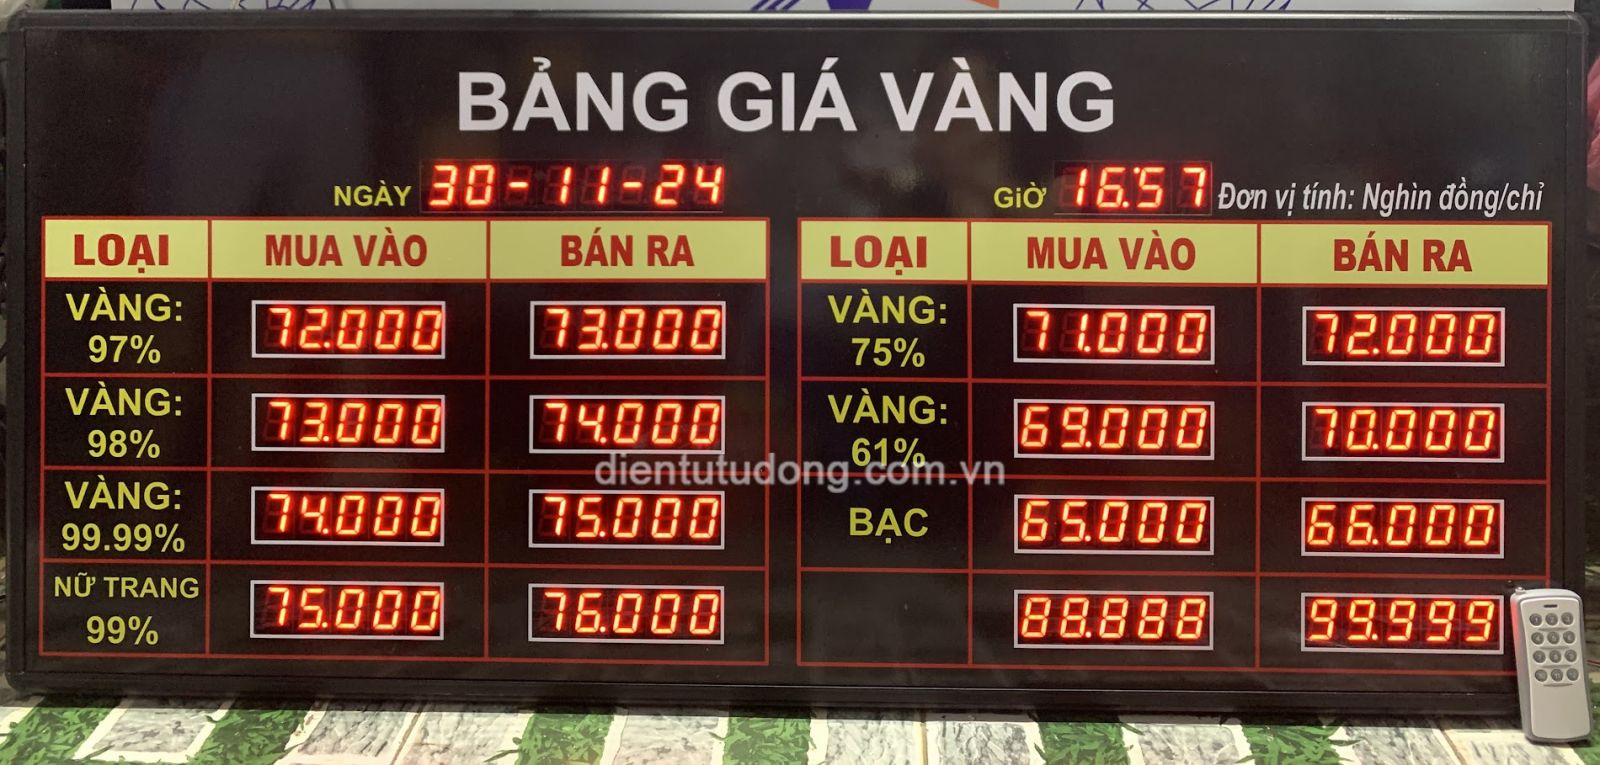 BẢNG GIÁ VÀNG
NGÀY 30-11-24
GiỜ 16:57 Đơn vị tính: Nghìn đồng/chỉ
LOẠI MUA VÀO BÁN RA
VÀNG:
97% 72.000 73.000
VÀNG:
98% 73.000 74.000
VÀNG:
99.99% 74.000 75.000
NỮ TRANG
99% 75.000 76.000
LOẠI MUA VÀO BÁN RA
VÀNG:
75% 71.000 72.000
VÀNG:
61% 69.000 70.000
BẠC 65.000 66.000
88.888 99.999
dientutudong.com.vn